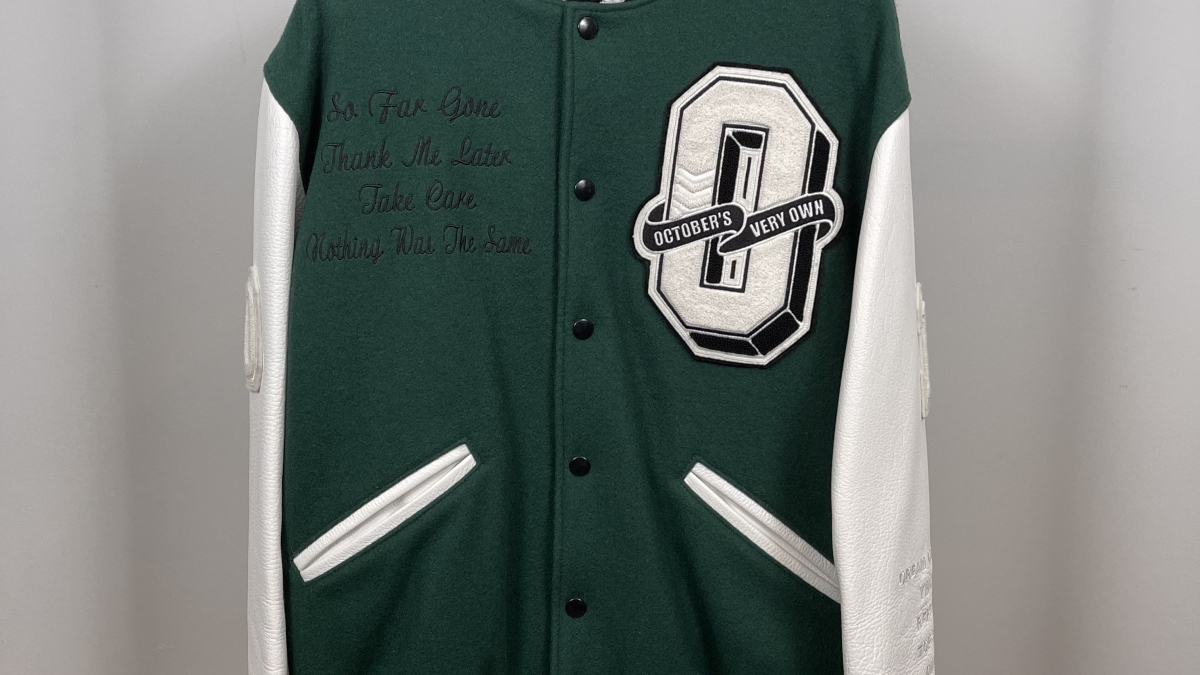 So Far Gone
Thank Me Later
Take Care
Nothing Was The Same
OCTOBER'S VERY OWN